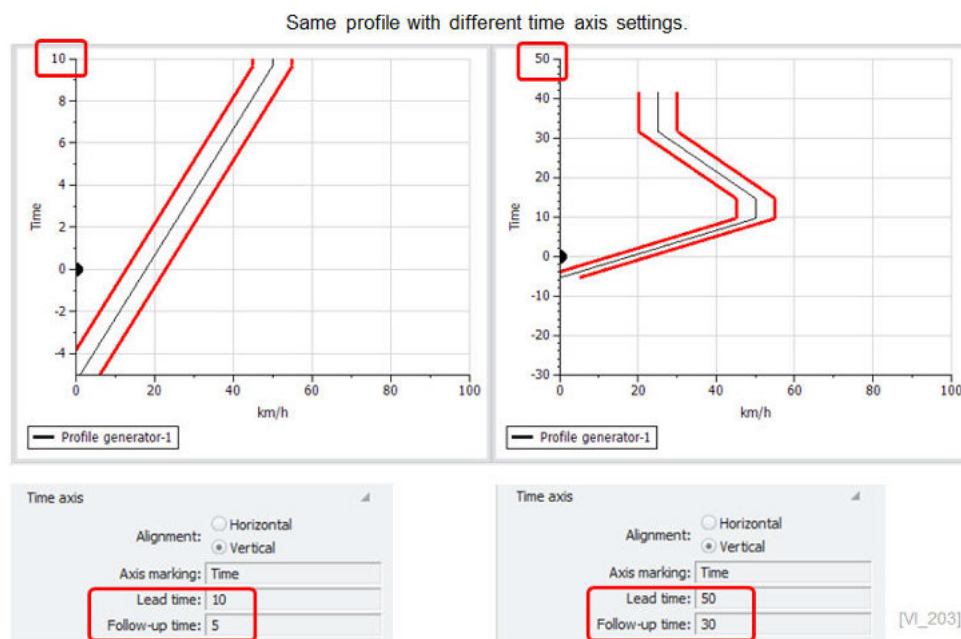 Same profile with different time axis settings.
10
8
6
4
2
0
-2
-4
Time
0
20
40
60
80
100
km/h
Profile generator-1
50
40
30
20
10
0
-10
-20
-30
Time
0
20
40
60
80
100
km/h
Profile generator-1
Time axis
Alignment:
Horizontal
Vertical
Axis marking: Time
Lead time: 10
Follow-up time: 5
Time axis
Alignment:
Horizontal
Vertical
Axis marking: Time
Lead time: 50
Follow-up time: 30
[VI_203]